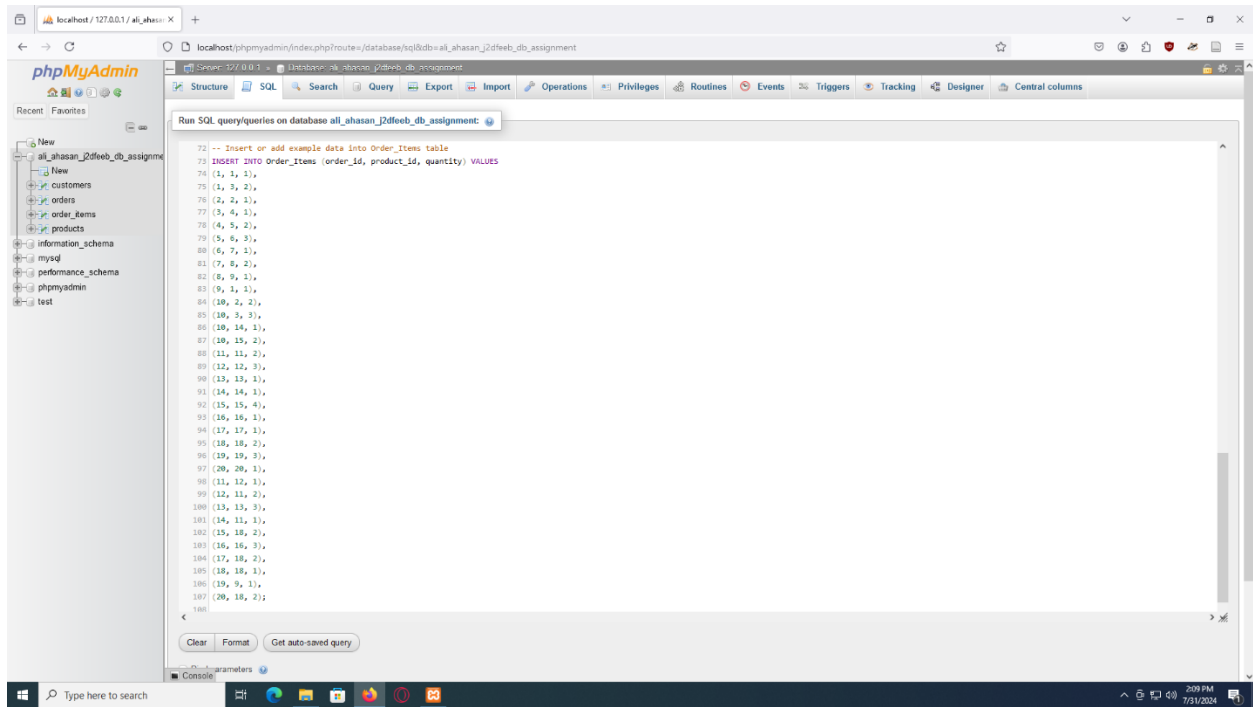 localhost / 127.0.0.1 / ali_ahasan
localhost/phpmyadmin/index.php?route=/database/sql&db=ali_ahasan_j2dfeeb_db_assignment
phpMyAdmin
Recent Favorites
New
ali_ahasan_j2dfeeb_db_assignme
New
customers
orders
order_items
products
information_schema
mysql
performance_schema
phpmyadmin
test
Server: 127.0.0.1 » Database: ali_ahasan_j2dfeeb_db_assignment
Structure SQL Search Query Export Import Operations Privileges Routines Events Triggers Tracking Designer Central columns
Run SQL query/queries on database ali_ahasan_j2dfeeb_db_assignment:
72 -- Insert or add example data into Order_Items table
73 INSERT INTO Order_Items (order_id, product_id, quantity) VALUES
74 (1, 1, 1),
75 (1, 3, 2),
76 (2, 2, 1),
77 (3, 4, 1),
78 (4, 5, 2),
79 (5, 6, 3),
80 (6, 7, 1),
81 (7, 8, 2),
82 (8, 9, 1),
83 (9, 1, 1),
84 (10, 2, 2),
85 (10, 3, 3),
86 (10, 14, 1),
87 (10, 15, 2),
88 (11, 11, 2),
89 (12, 12, 3),
90 (13, 13, 1),
91 (14, 14, 1),
92 (15, 15, 4),
93 (16, 16, 1),
94 (17, 17, 1),
95 (18, 18, 2),
96 (19, 19, 3),
97 (20, 20, 1),
98 (11, 12, 1),
99 (12, 11, 2),
100 (13, 13, 3),
101 (14, 11, 1),
102 (15, 18, 2),
103 (16, 16, 3),
104 (17, 18, 2),
105 (18, 18, 1),
106 (19, 9, 1),
107 (20, 18, 2);
108
Clear Format Get auto-saved query
parameters
Console
Type here to search
2:09 PM
7/31/2024